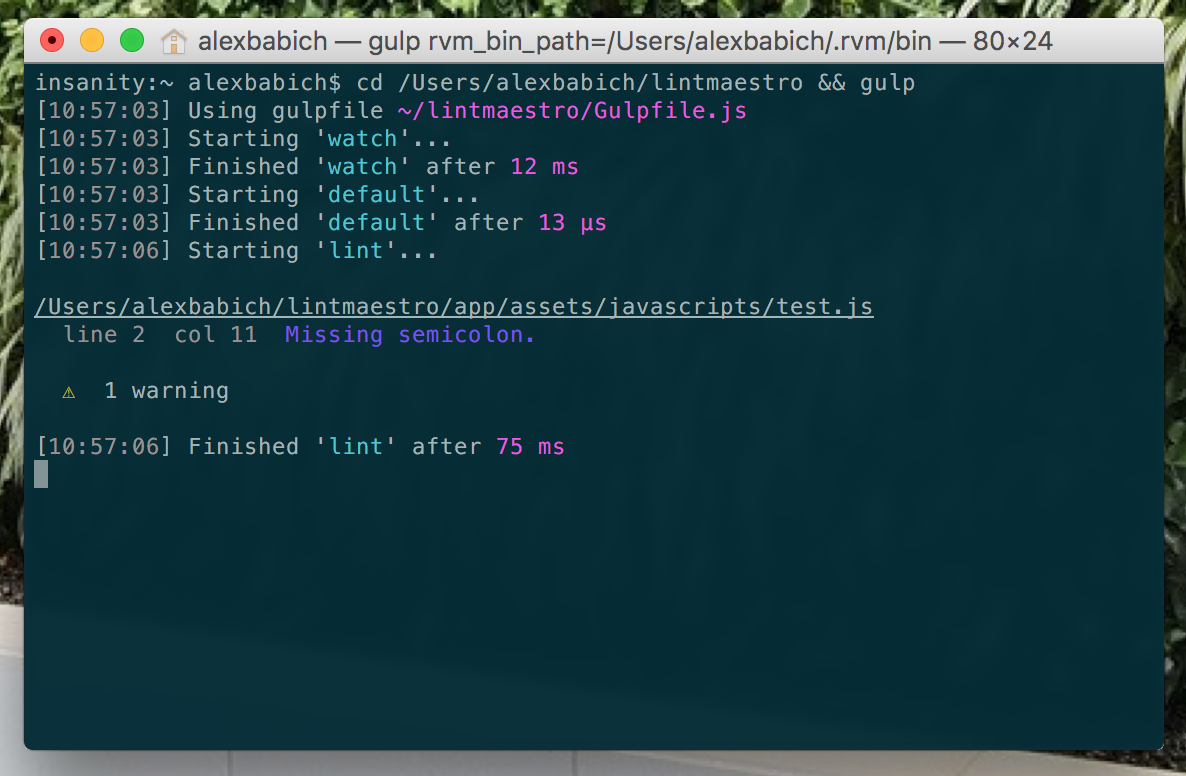 alexbabich — gulp rvm_bin_path=/Users/alexbabich/.rvm/bin — 80×24
insanity:~ alexbabich$ cd /Users/alexbabich/lintmaestro && gulp
[10:57:03] Using gulpfile ~/lintmaestro/Gulpfile.js
[10:57:03] Starting 'watch'...
[10:57:03] Finished 'watch' after 12 ms
[10:57:03] Starting 'default'...
[10:57:03] Finished 'default' after 13 μs
[10:57:06] Starting 'lint'...
/Users/alexbabich/lintmaestro/app/assets/javascripts/test.js
line 2  col 11  Missing semicolon.
⚠  1 warning
[10:57:06] Finished 'lint' after 75 ms